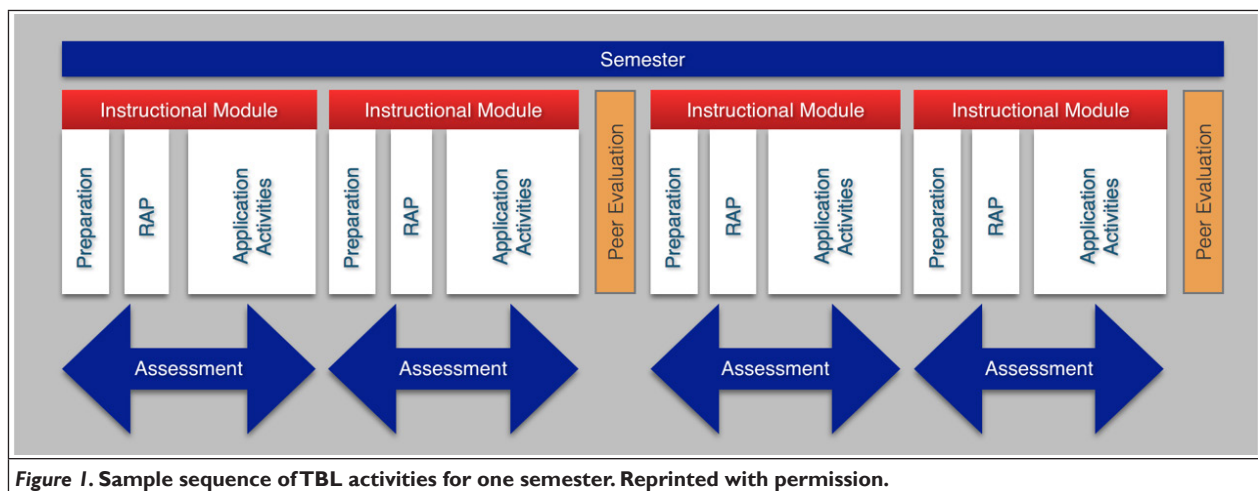 Semester
Instructional Module
Instructional Module
Instructional Module
Instructional Module
Preparation
RAP
Application
Activities
Preparation
RAP
Application
Activities
Peer Evaluation
Preparation
RAP
Application
Activities
Preparation
RAP
Application
Activities
Peer Evaluation
Assessment
Assessment
Assessment
Assessment
Figure 1. Sample sequence of TBL activities for one semester. Reprinted with permission.